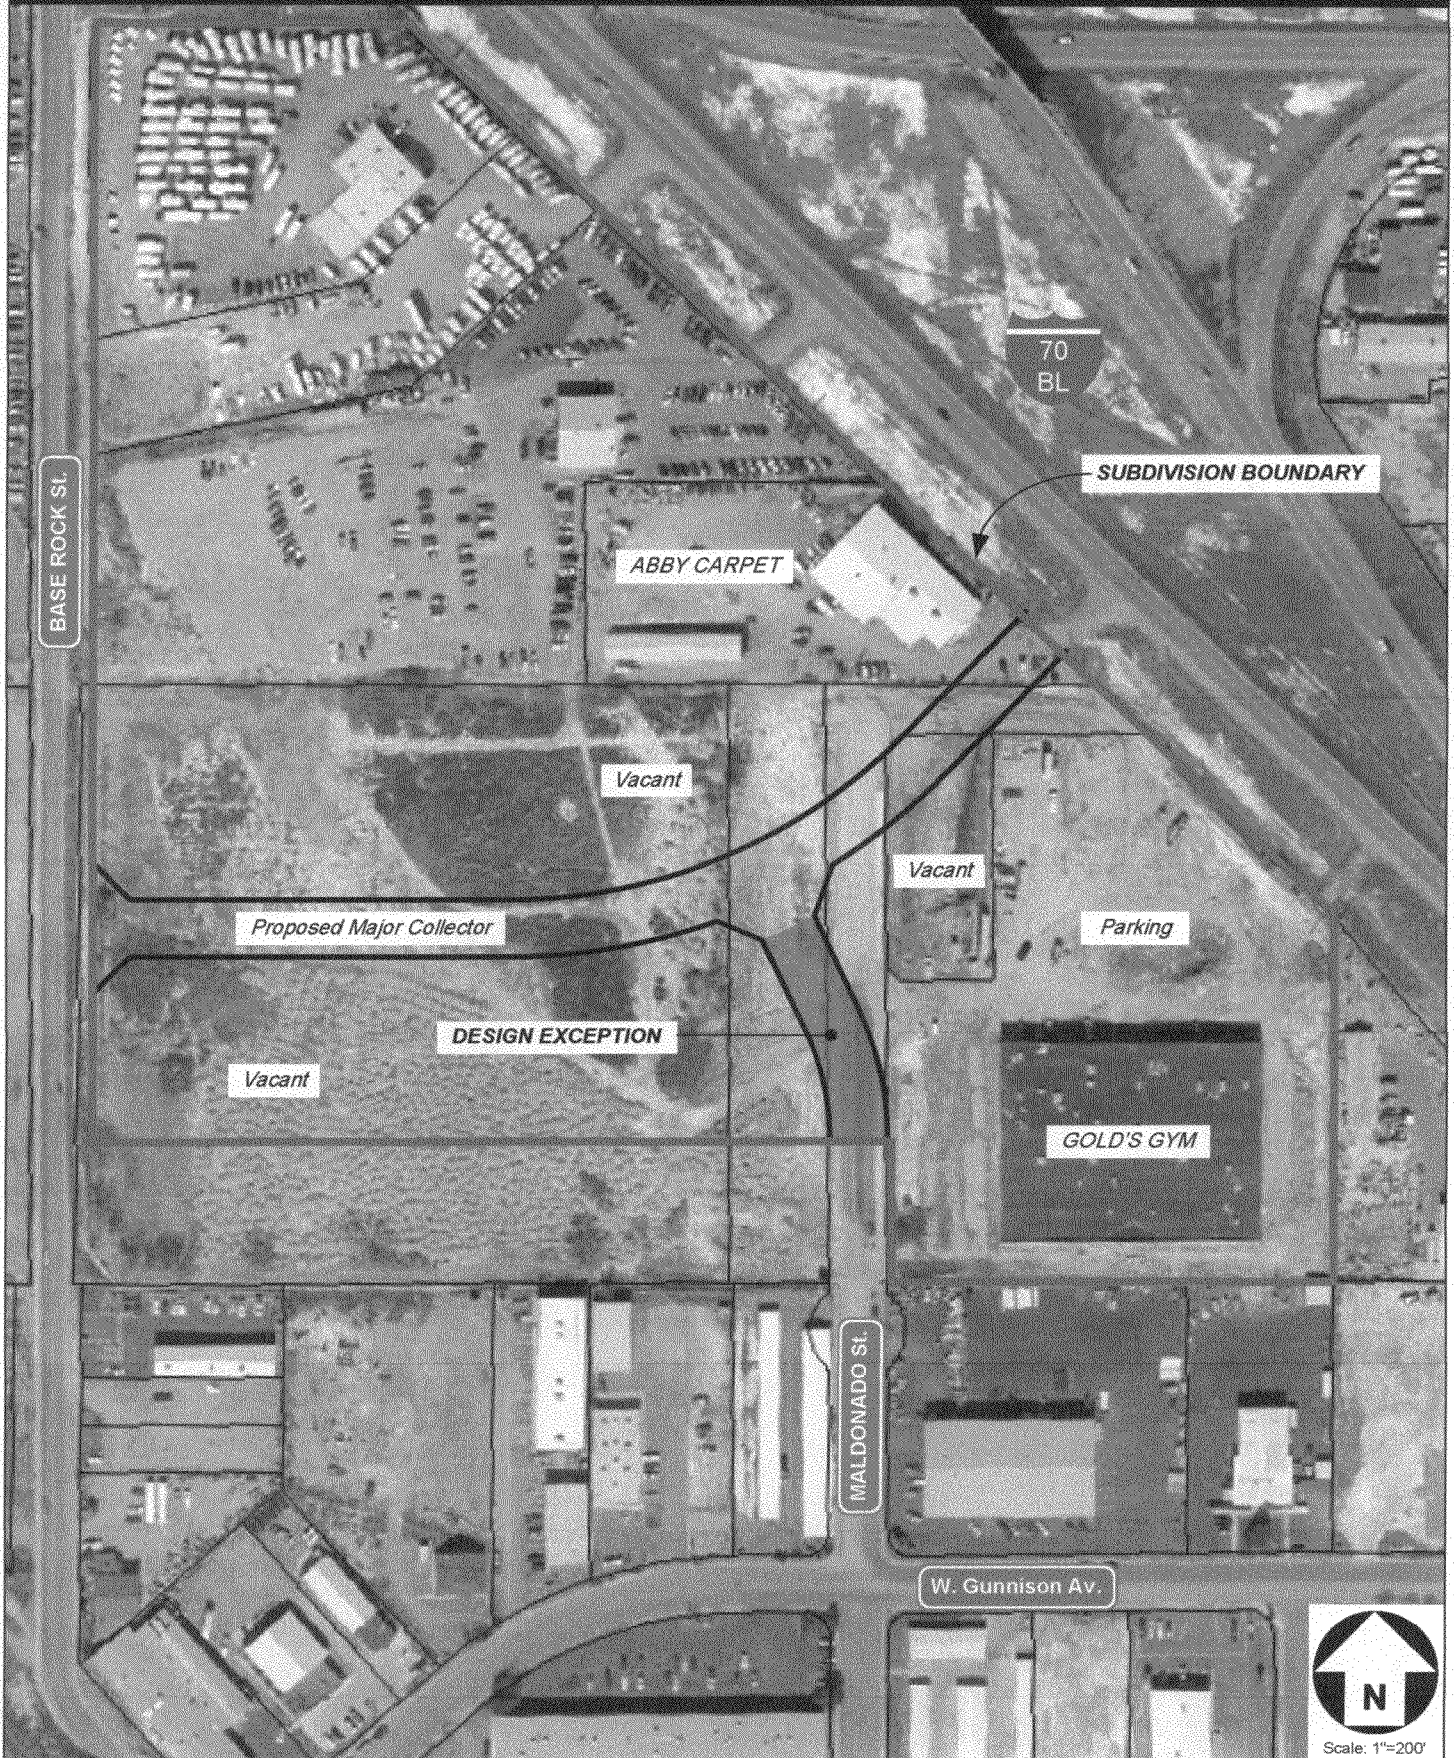 70
BL
SUBDIVISION BOUNDARY
BASE ROCK St.
ABBY CARPET
Vacant
Vacant
Proposed Major Collector
Parking
DESIGN EXCEPTION
Vacant
GOLD'S GYM
MALDONADO St.
W. Gunnison Av.
N
Scale: 1"=200'